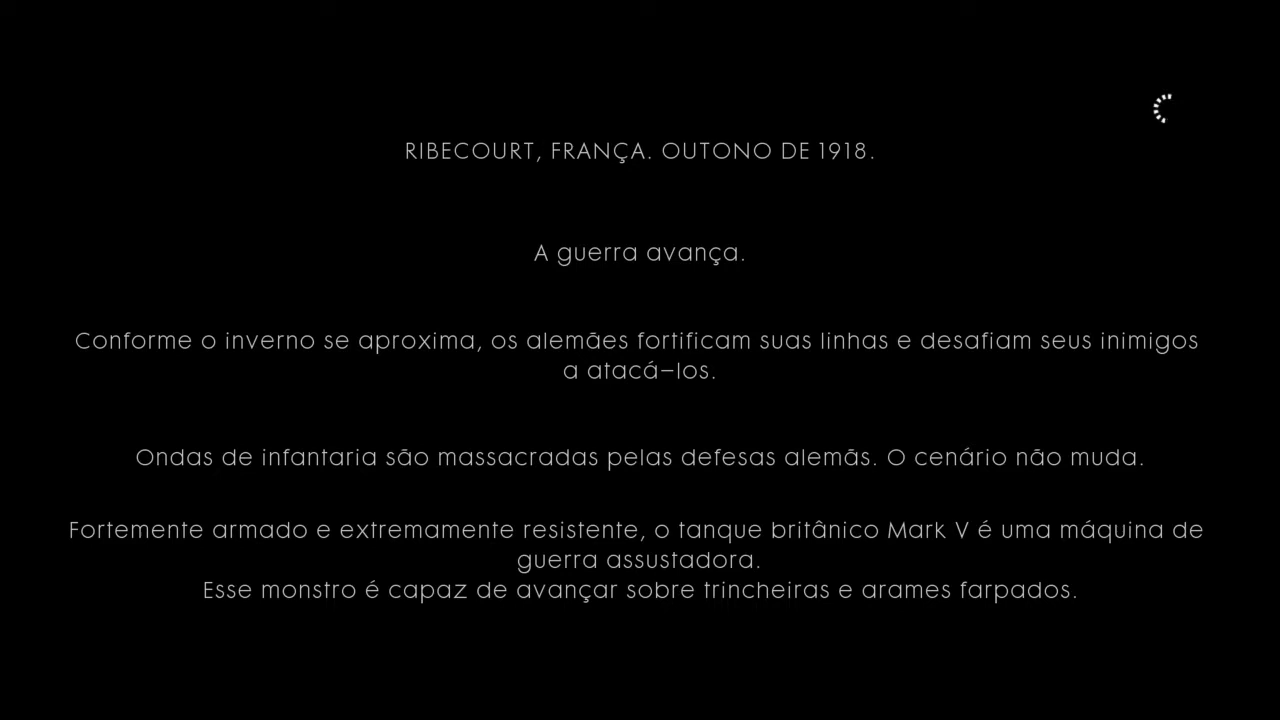 RIBECOURT, FRANÇA. OUTONO DE 1918.
A guerra avança.
Conforme o inverno se aproxima, os alemães fortificam suas linhas e desafiam seus inimigos
a atacá-los.
Ondas de infantaria são massacradas pelas defesas alemãs. O cenário não muda.
Fortemente armado e extremamente resistente, o tanque britânico Mark V é uma máquina de
guerra assustadora.
Esse monstro é capaz de avançar sobre trincheiras e arames farpados.